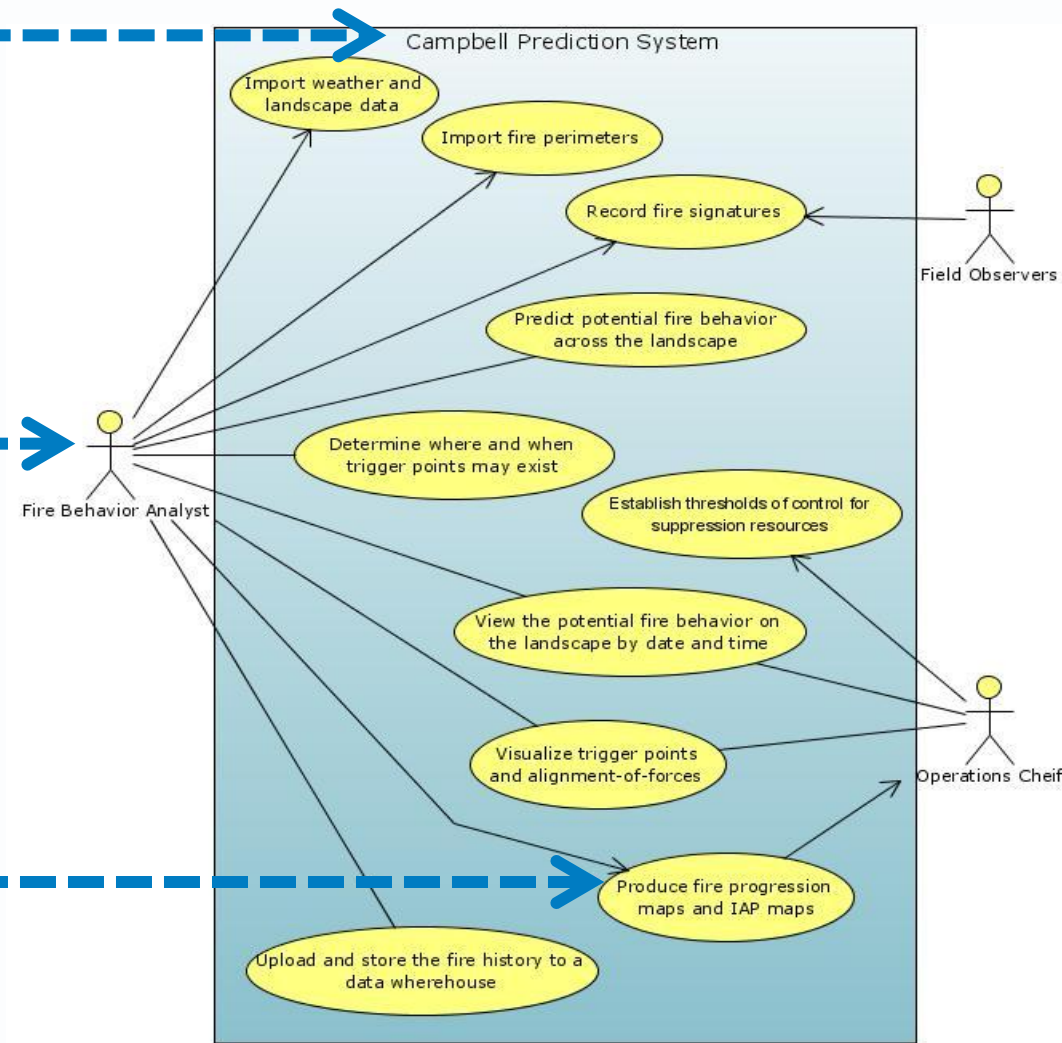 Campbell Prediction System
Import weather and
landscape data
Import fire perimeters
Record fire signatures
Field Observers
Predict potential fire behavior
across the landscape
Determine where and when
trigger points may exist
Fire Behavior Analyst
Establish thresholds of control for
suppression resources
View the potential fire behavior on
the landscape by date and time
Visualize trigger points
and alignment-of-forces
Operations Cheif
Produce fire progression
maps and IAP maps
Upload and store the fire history to a
data wherehouse